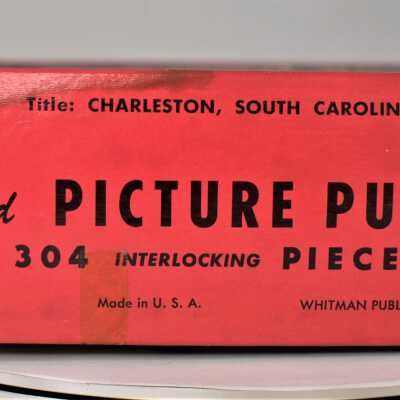 Title: CHARLESTON, SOUTH CAROLIN
d PICTURE PU
304 INTERLOCKING PIECE
Made in U. S. A. WHITMAN PUBL